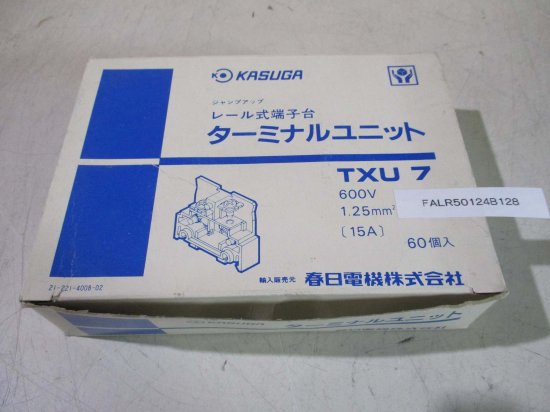 KASUGA
ジャンプアップ
レール式端子台
ターミナルユニット
TXU 7
600V
1.25mm²
FALR50124B128
〔15A〕 60個入
21-221-4008-02
輸入販売元 春日電機株式会社
KASUGA ターミナルユニット